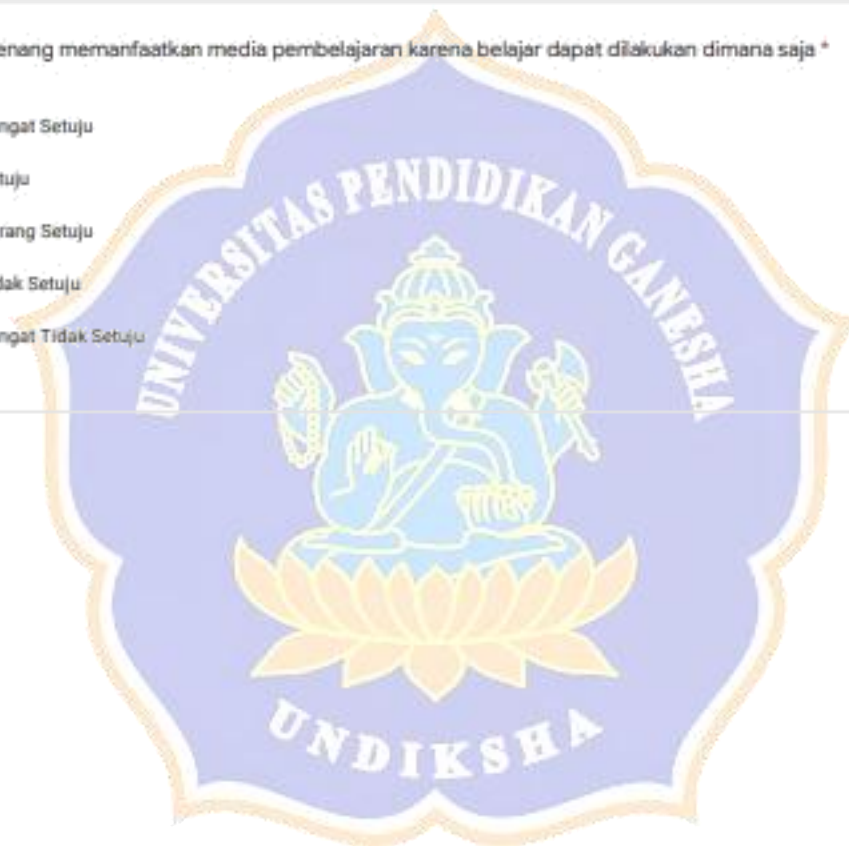 enang memanfaatkan media pembelajaran karena belajar dapat dilakukan dimana saja *
ngat Setuju
tuju
rang Setuju
dak Setuju
ngat Tidak Setuju
UNIVERSITAS PENDIDIKAN GANESHA
UNDIKSHA